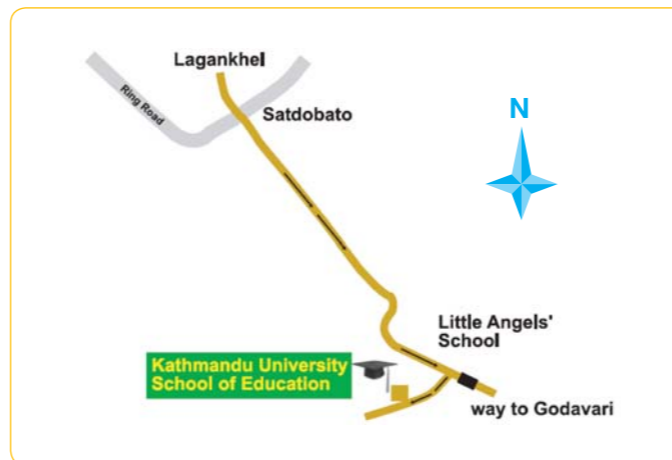 Lagankhel
Ring Road
Satdobato
N
Little Angels'
School
Kathmandu University
School of Education
way to Godavari